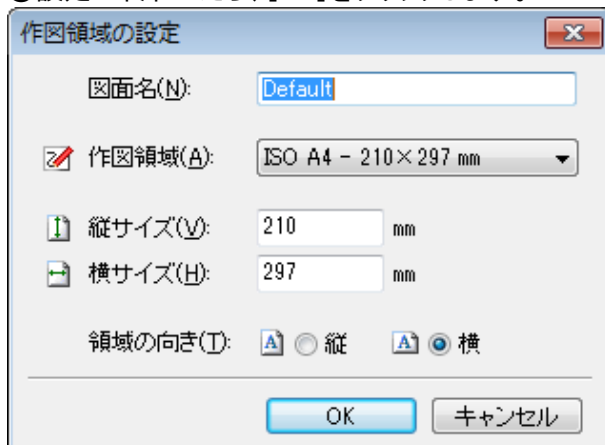 作図領域の設定
図面名(N):
Default
作図領域(A):
ISO A4 - 210×297 mm
縦サイズ(V):
210
mm
横サイズ(H):
297
mm
領域の向き(T):
縦
横
OK
キャンセル